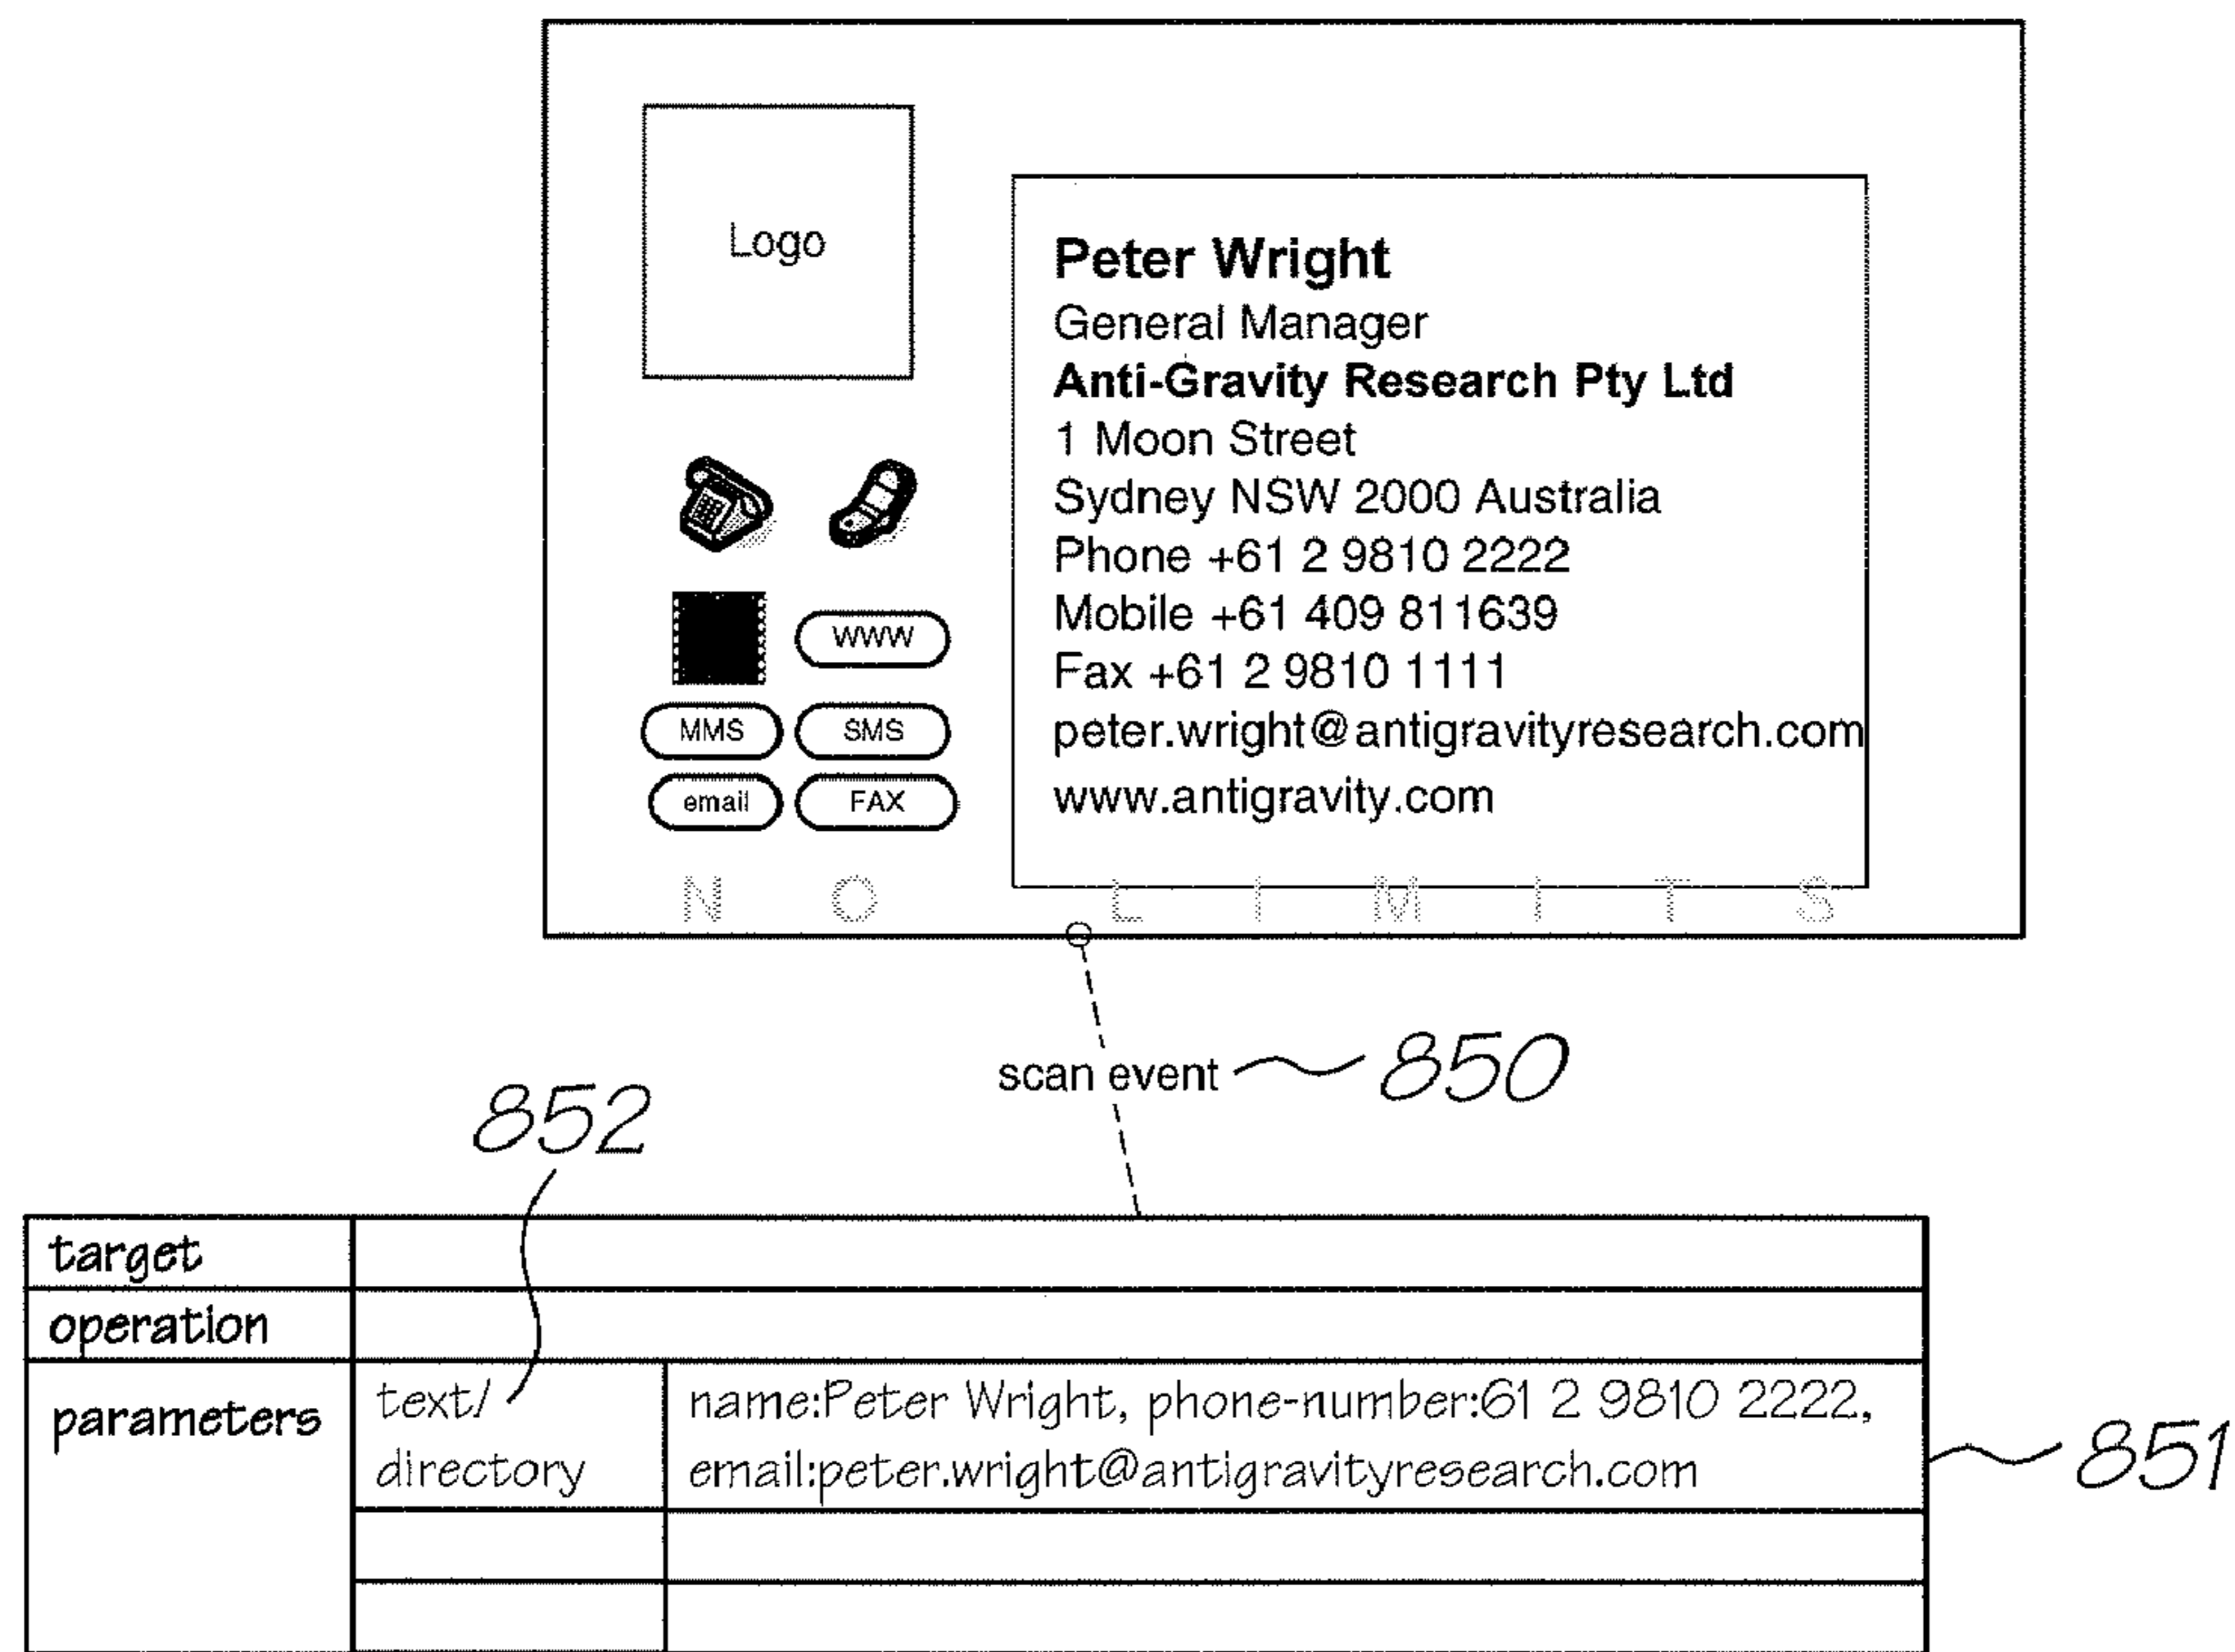 Logo
Peter Wright
General Manager
Anti-Gravity Research Pty Ltd
1 Moon Street
Sydney NSW 2000 Australia
Phone +61 2 9810 2222
Mobile +61 409 811639
Fax +61 2 9810 1111
peter.wright@antigravityresearch.com
www.antigravity.com
WWW
MMS SMS
email FAX
N O L I M I T S
scan event 850
852
target
operation
parameters
text/
directory
name:Peter Wright, phone-number:61 2 9810 2222,
email:peter.wright@antigravityresearch.com
851